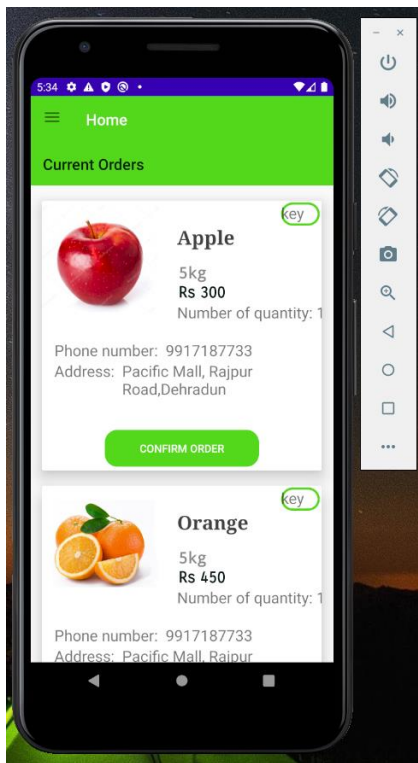 5:34
Home
Current Orders
key
Apple
5kg
Rs 300
Number of quantity: 1
Phone number: 9917187733
Address: Pacific Mall, Rajpur
Road,Dehradun
CONFIRM ORDER
key
Orange
5kg
Rs 450
Number of quantity: 1
Phone number: 9917187733
Address: Pacific Mall, Rajpur